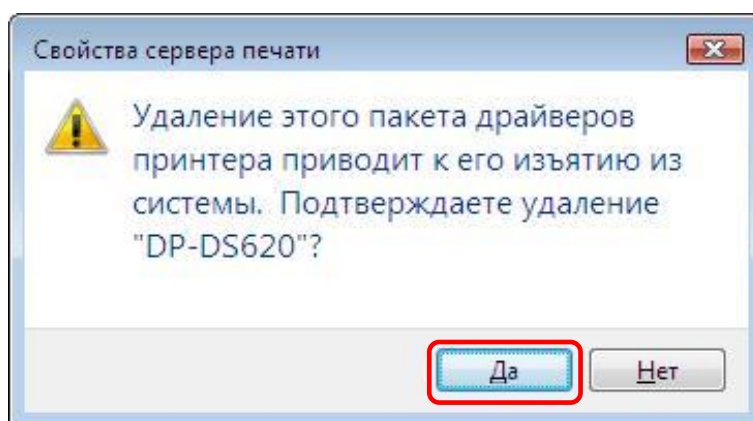 Свойства сервера печати
Удаление этого пакета драйверов
принтера приводит к его изъятию из
системы. Подтверждаете удаление
"DP-DS620"?
Да
Нет